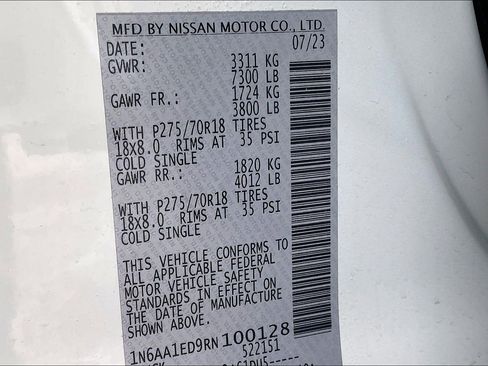 MFD BY NISSAN MOTOR CO., LTD.
DATE: 07/23
GVWR: 3311 KG
7300 LB
GAWR FR.: 1724 KG
3800 LB
WITH P275/70R18 TIRES
18X8.0 RIMS AT 35 PSI
COLD SINGLE
GAWR RR.: 1820 KG
4012 LB
WITH P275/70R18 TIRES
18X8.0 RIMS AT 35 PSI
COLD SINGLE
THIS VEHICLE CONFORMS TO
ALL APPLICABLE FEDERAL
MOTOR VEHICLE SAFETY
STANDARDS IN EFFECT ON
THE DATE OF MANUFACTURE
SHOWN ABOVE.
1N6AA1ED9RN100128
522151